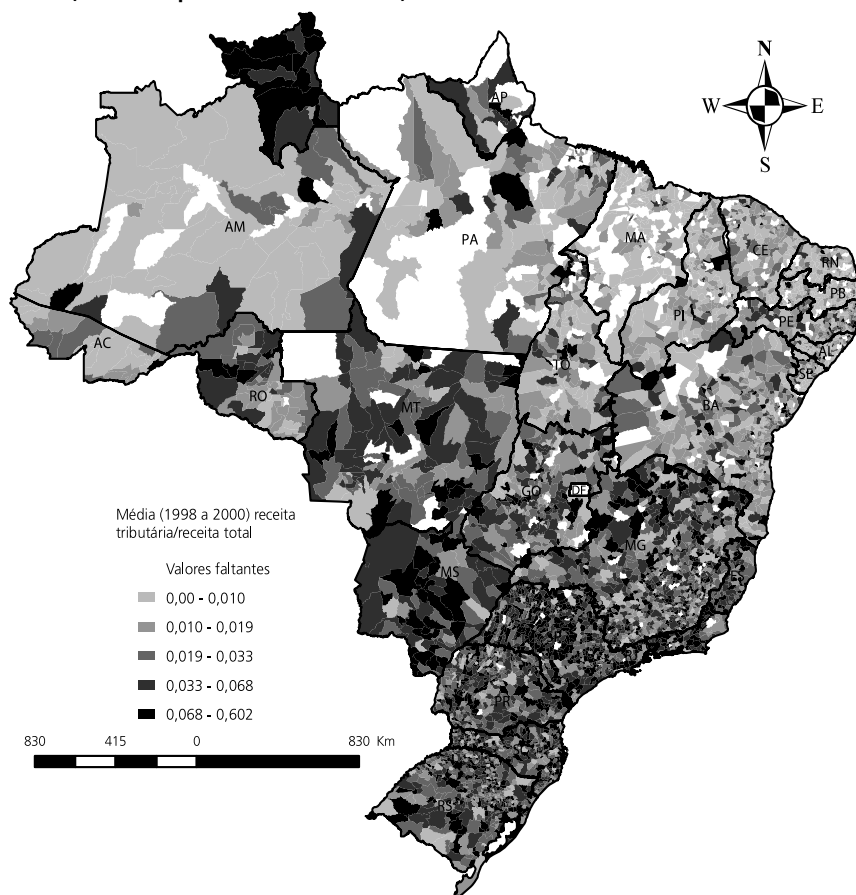 N
W E
S
AP
AM
PA
MA
CE
RN
PB
PE
PI
AL
SE
AC
TO
RO
BA
MT
GO
DF
MG
MS
PR
RS
Média (1998 a 2000) receita
tributária/receita total
Valores faltantes
0,00 - 0,010
0,010 - 0,019
0,019 - 0,033
0,033 - 0,068
0,068 - 0,602
830 415 0 830 Km